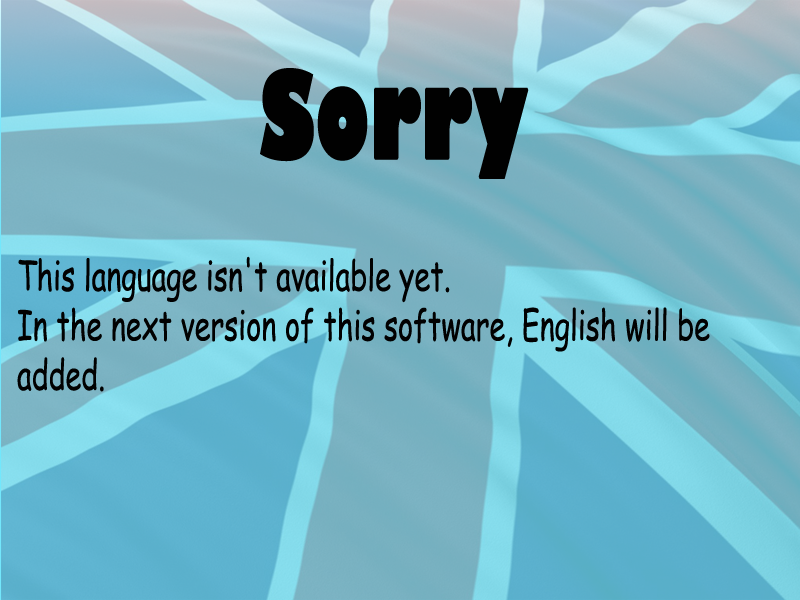 Sorry
This language isn't available yet.
In the next version of this software, English will be
added.